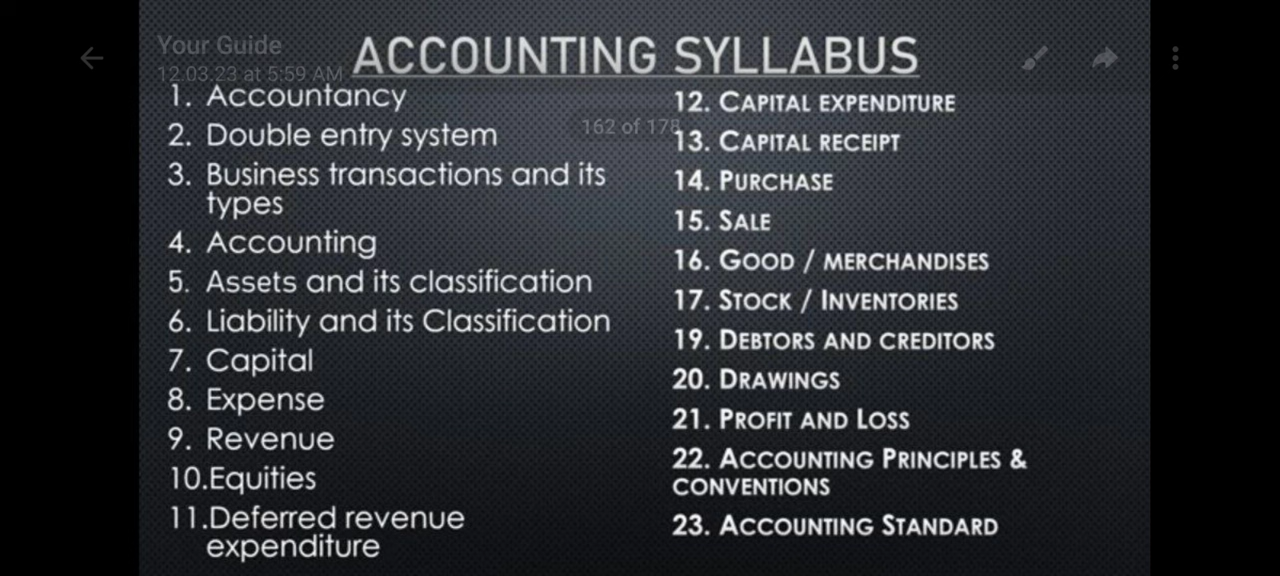 Your Guide
12.03.23 at 5:59 AM
ACCOUNTING SYLLABUS
162 of 178
1. Accountancy
2. Double entry system
3. Business transactions and its
types
4. Accounting
5. Assets and its classification
6. Liability and its Classification
7. Capital
8. Expense
9. Revenue
10.Equities
11.Deferred revenue
expenditure
12. CAPITAL EXPENDITURE
13. CAPITAL RECEIPT
14. PURCHASE
15. SALE
16. GOOD / MERCHANDISES
17. STOCK / INVENTORIES
19. DEBTORS AND CREDITORS
20. DRAWINGS
21. PROFIT AND LOSS
22. ACCOUNTING PRINCIPLES &
CONVENTIONS
23. ACCOUNTING STANDARD